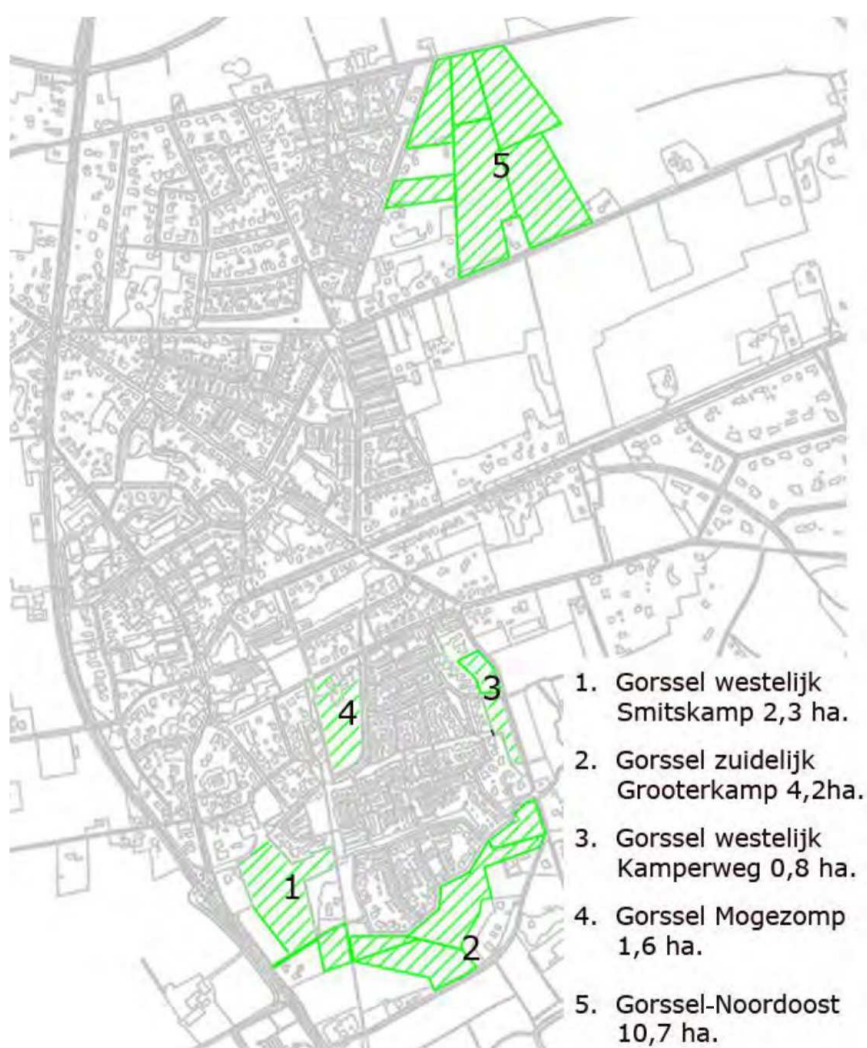 5
4
3
1
2
1. Gorssel westelijk
Smitskamp 2,3 ha.
2. Gorssel zuidelijk
Grooterkamp 4,2ha.
3. Gorssel westelijk
Kamperweg 0,8 ha.
4. Gorssel Mogezomp
1,6 ha.
5. Gorssel-Noordoost
10,7 ha.